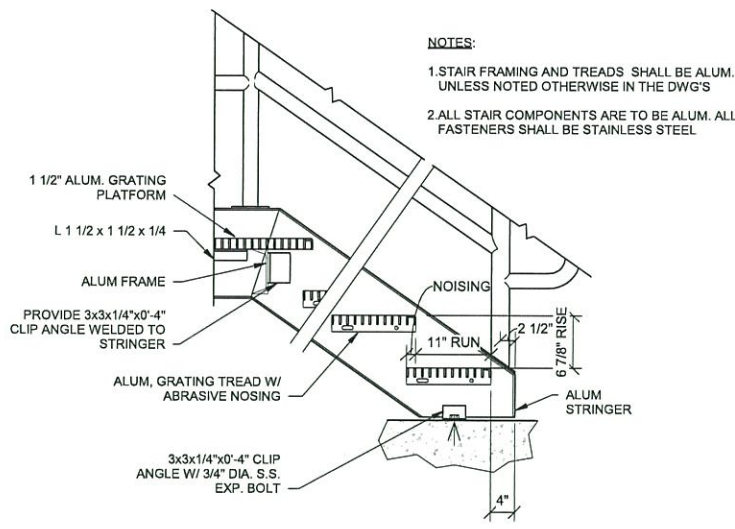 NOTES:
1.STAIR FRAMING AND TREADS SHALL BE ALUM.
UNLESS NOTED OTHERWISE IN THE DWG'S
2.ALL STAIR COMPONENTS ARE TO BE ALUM. ALL
FASTENERS SHALL BE STAINLESS STEEL
1 1/2" ALUM. GRATING
PLATFORM
L 1 1/2 x 1 1/2 x 1/4
ALUM FRAME
PROVIDE 3x3x1/4"x0'-4"
CLIP ANGLE WELDED TO
STRINGER
NOISING
11" RUN
2 1/2"
6 7/8" RISE
ALUM, GRATING TREAD W/
ABRASIVE NOSING
ALUM
STRINGER
3x3x1/4"x0'-4" CLIP
ANGLE W/ 3/4" DIA. S.S.
EXP. BOLT
4"